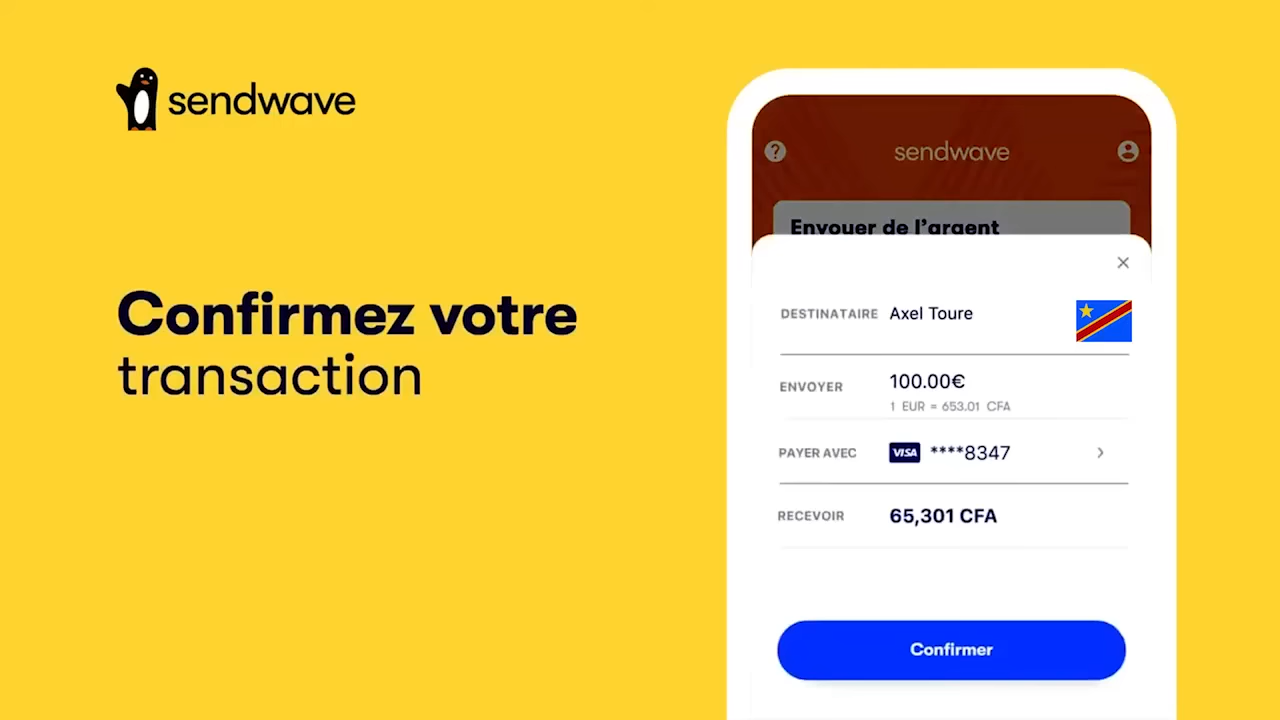 sendwave
Confirmez votre
transaction
?
sendwave
Envoyer de l’argent
×
DESTINATAIRE Axel Toure
ENVOYER 100.00€
1 EUR = 653.01 CFA
PAYER AVEC VISA ****8347 >
RECEVOIR 65,301 CFA
Confirmer